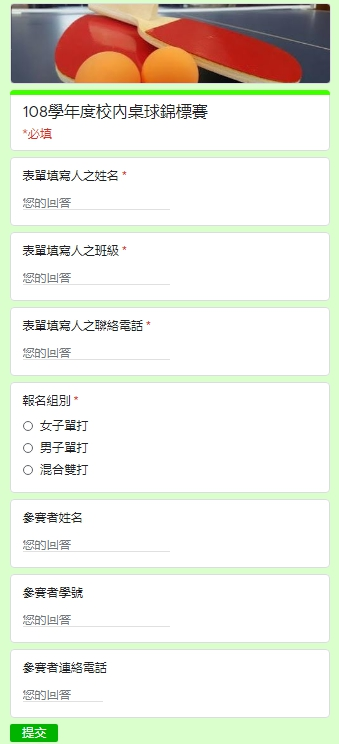 108學年度校內桌球錦標賽
*必填
表單填寫人之姓名 *
您的回答
表單填寫人之班級 *
您的回答
表單填寫人之聯絡電話 *
您的回答
報名組別 *
女子單打
男子單打
混合雙打
參賽者姓名
您的回答
參賽者學號
您的回答
參賽者連絡電話
您的回答
提交